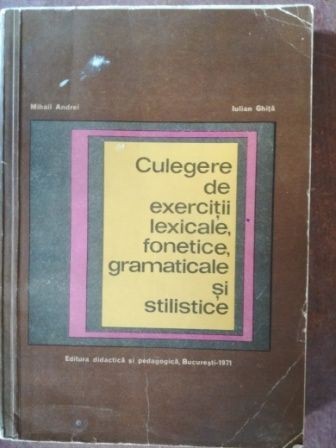 Mihail Andrei
Iulian Ghiță
Culegere
de
exerciții
lexicale,
fonetice,
gramaticale
și
stilistice
Editura didactică și pedagogică, București-1971